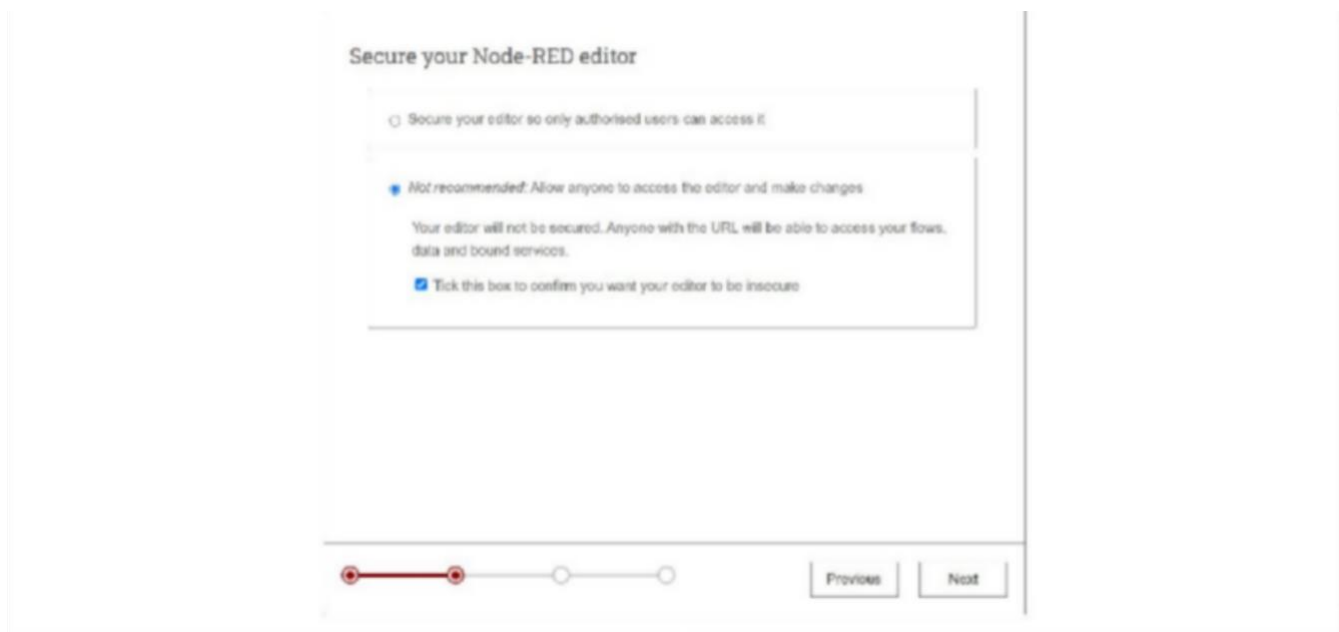 Secure your Node-RED editor
Secure your editor so only authorised users can access it
Not recommended: Allow anyone to access the editor and make changes
Your editor will not be secured. Anyone with the URL will be able to access your flows,
data and bound services.
Tick this box to confirm you want your editor to be insecure
Previous
Next